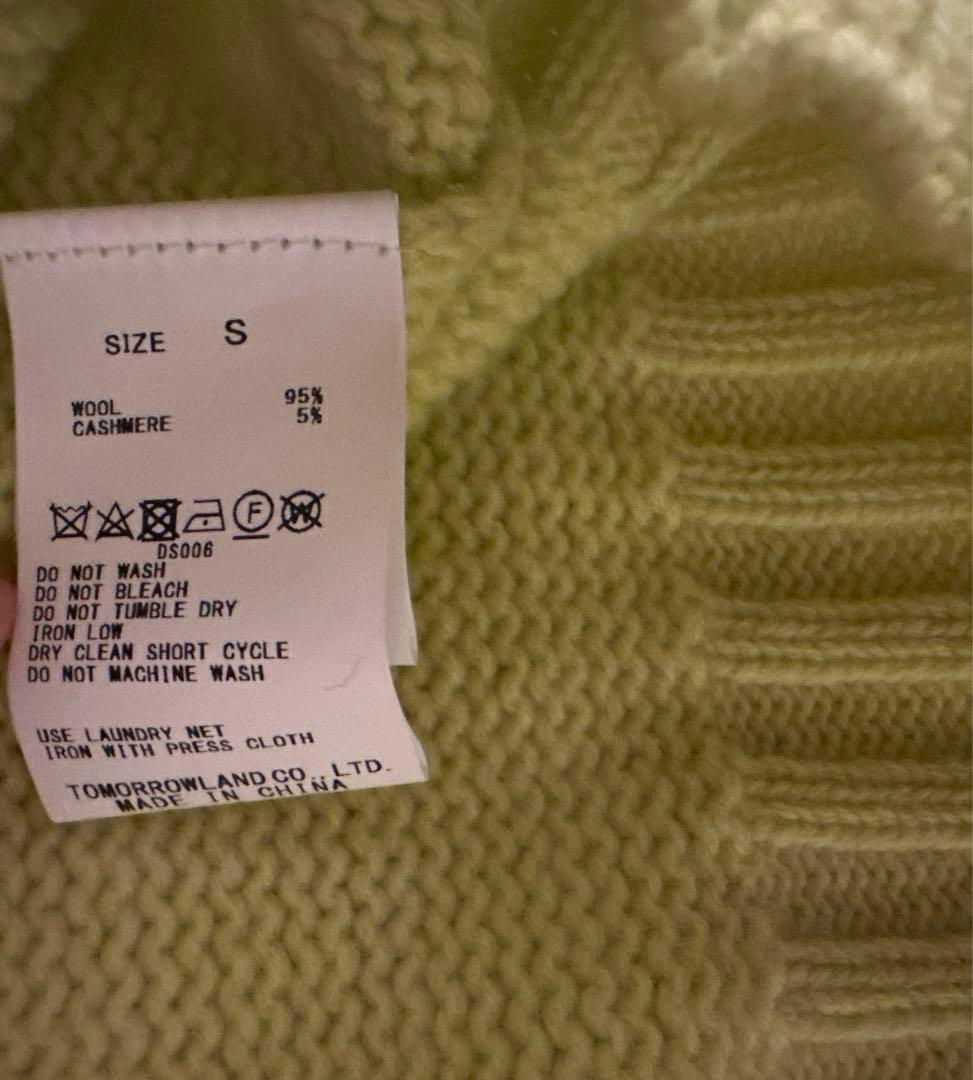 SIZE S
WOOL 95%
CASHMERE 5%
F W
DS006
DO NOT WASH
DO NOT BLEACH
DO NOT TUMBLE DRY
IRON LOW
DRY CLEAN SHORT CYCLE
DO NOT MACHINE WASH
USE LAUNDRY NET
IRON WITH PRESS CLOTH
TOMORROWLAND CO.,LTD.
MADE IN CHINA